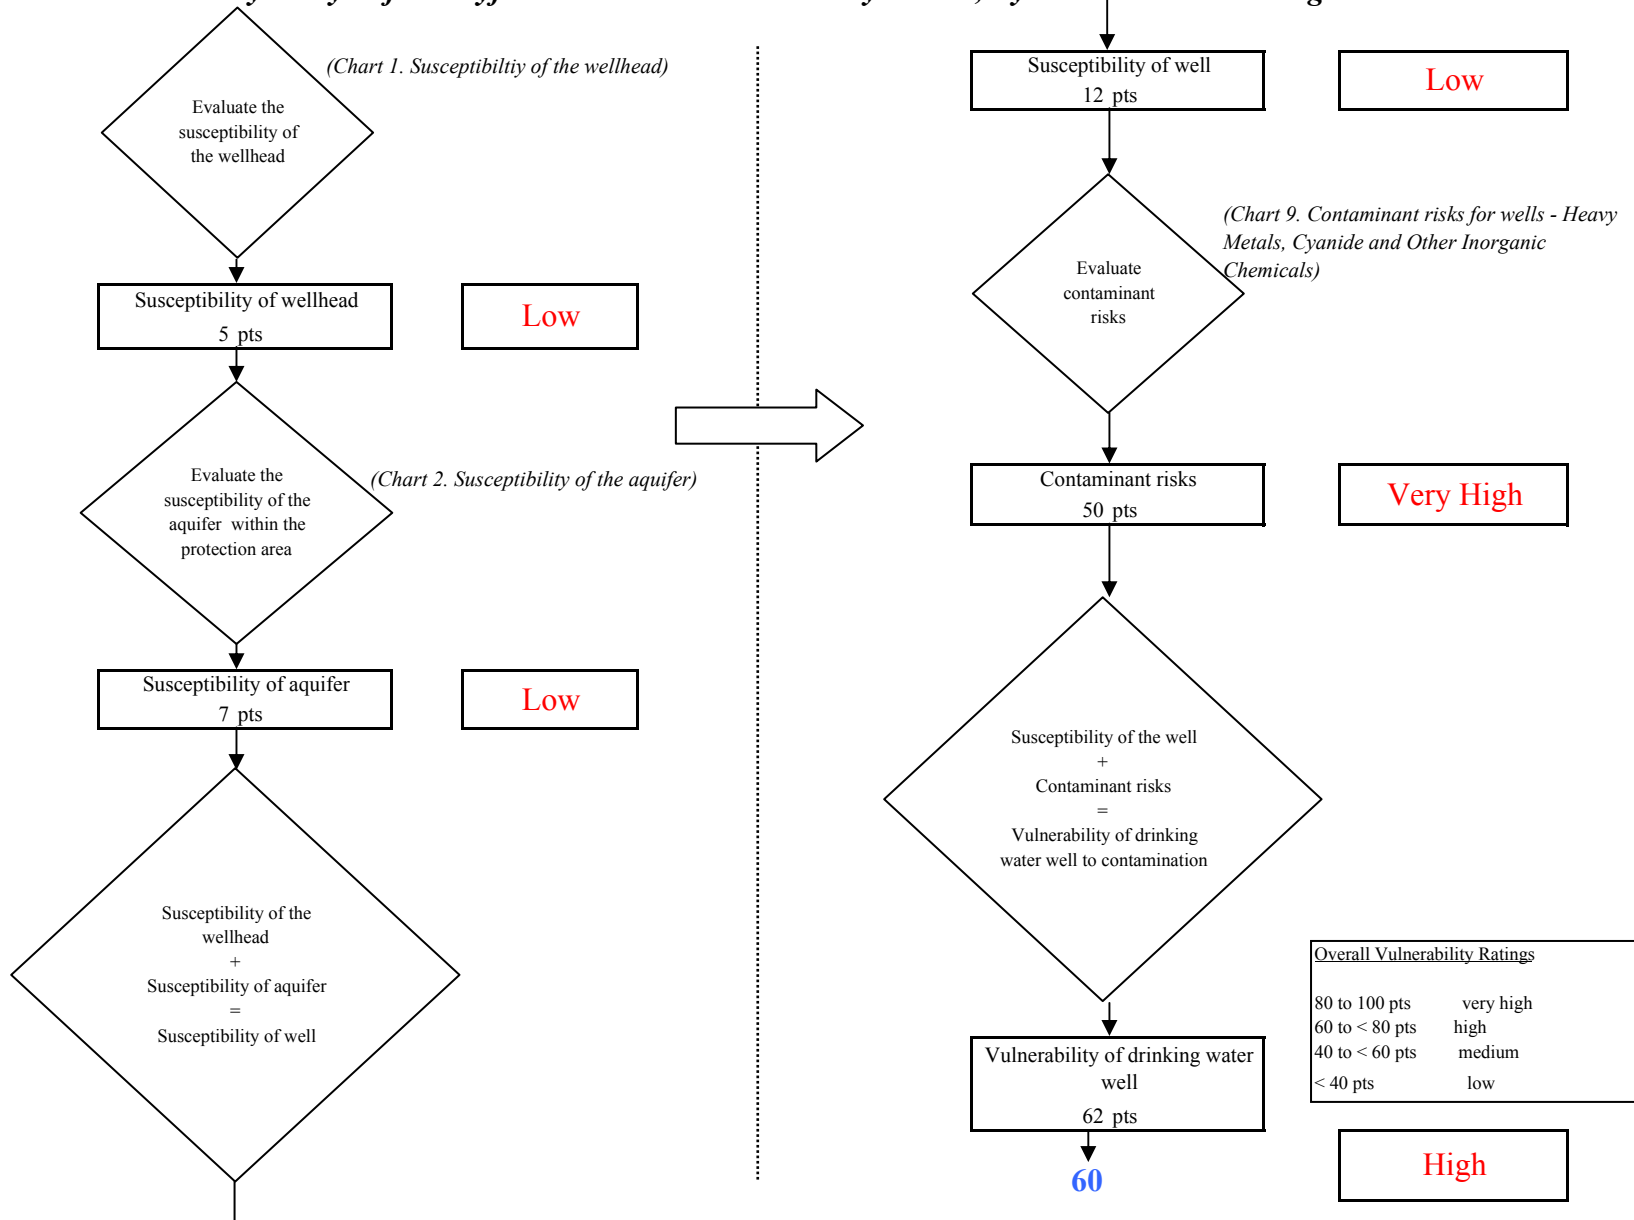 (Chart 1. Susceptibiltiy of the wellhead)
Evaluate the
susceptibility of
the wellhead
Susceptibility of wellhead
5 pts
Low
Evaluate the
susceptibility of the
aquifer within the
protection area
(Chart 2. Susceptibility of the aquifer)
Susceptibility of aquifer
7 pts
Low
Susceptibility of the
wellhead
+
Susceptibility of aquifer
=
Susceptibility of well
Susceptibility of well
12 pts
Low
(Chart 9. Contaminant risks for wells - Heavy
Metals, Cyanide and Other Inorganic
Chemicals)
Evaluate
contaminant
risks
Contaminant risks
50 pts
Very High
Susceptibility of the well
+
Contaminant risks
=
Vulnerability of drinking
water well to contamination
Overall Vulnerability Ratings
80 to 100 pts very high
60 to < 80 pts high
40 to < 60 pts medium
< 40 pts low
Vulnerability of drinking water
well
62 pts
60
High